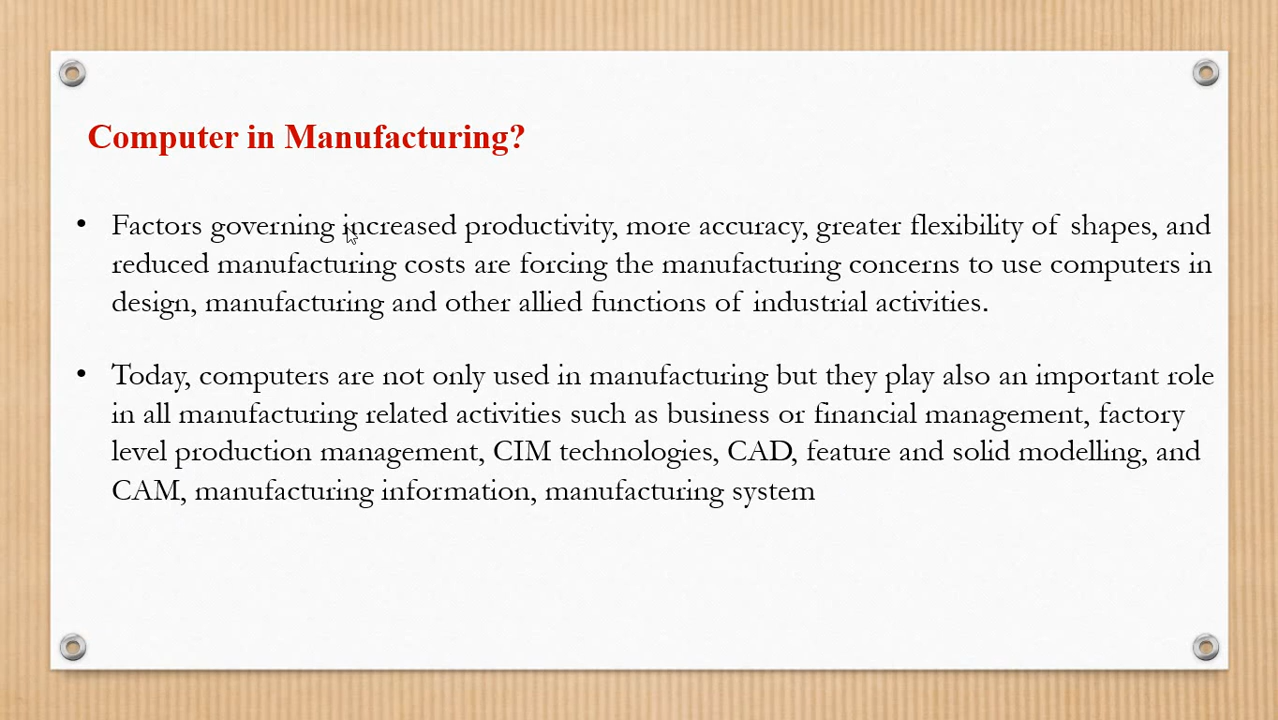 Computer in Manufacturing?
• Factors governing increased productivity, more accuracy, greater flexibility of shapes, and
reduced manufacturing costs are forcing the manufacturing concerns to use computers in
design, manufacturing and other allied functions of industrial activities.
• Today, computers are not only used in manufacturing but they play also an important role
in all manufacturing related activities such as business or financial management, factory
level production management, CIM technologies, CAD, feature and solid modelling, and
CAM, manufacturing information, manufacturing system